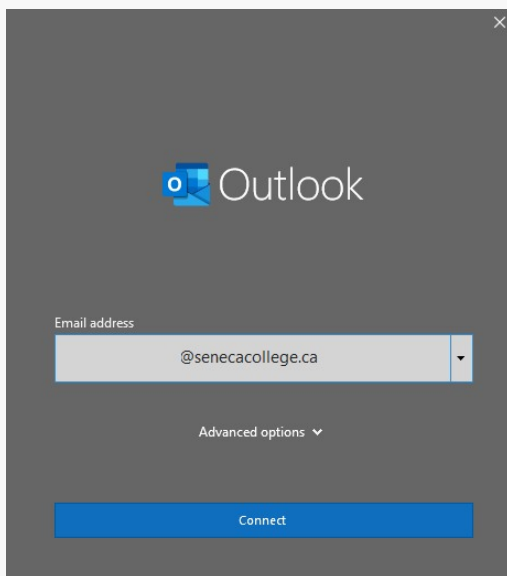 Outlook
Email address
@senecacollege.ca
Advanced options
Connect